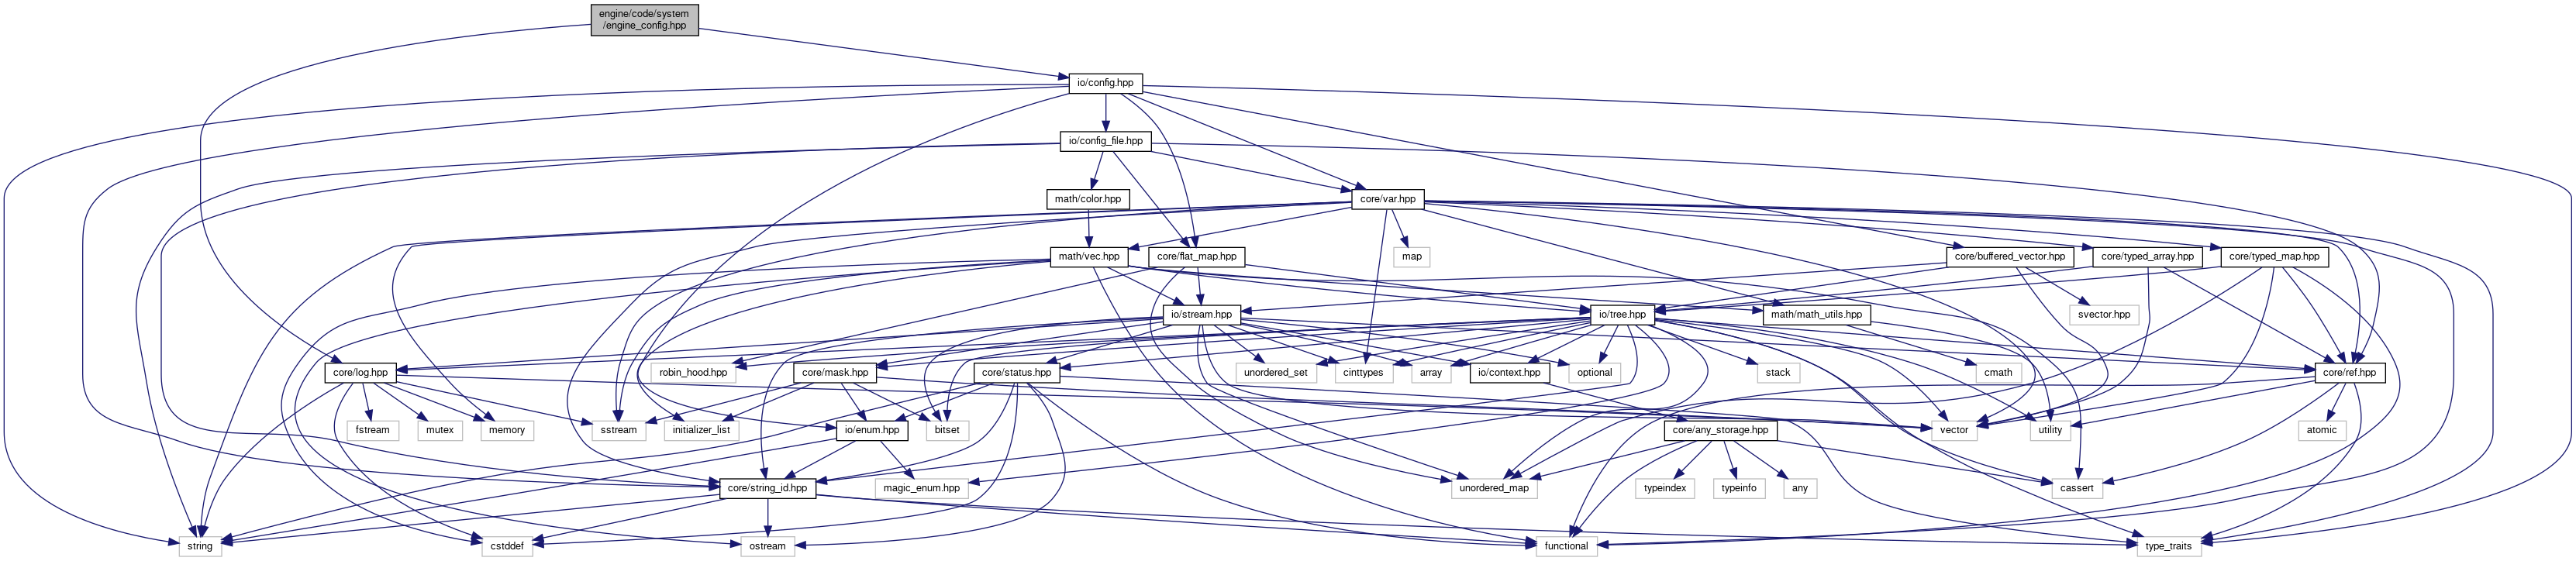 engine/code/system
/engine_config.hpp
io/config.hpp
io/config_file.hpp
math/color.hpp
core/var.hpp
math/vec.hpp
core/flat_map.hpp
map
core/buffered_vector.hpp
core/typed_array.hpp
core/typed_map.hpp
io/stream.hpp
io/tree.hpp
math/math_utils.hpp
svector.hpp
core/log.hpp
robin_hood.hpp
core/mask.hpp
core/status.hpp
unordered_set
cinttypes
array
io/context.hpp
optional
stack
cmath
core/ref.hpp
fstream
mutex
memory
sstream
initializer_list
io/enum.hpp
bitset
core/any_storage.hpp
vector
utility
atomic
core/string_id.hpp
magic_enum.hpp
unordered_map
typeindex
typeinfo
any
cassert
string
cstddef
ostream
functional
type_traits